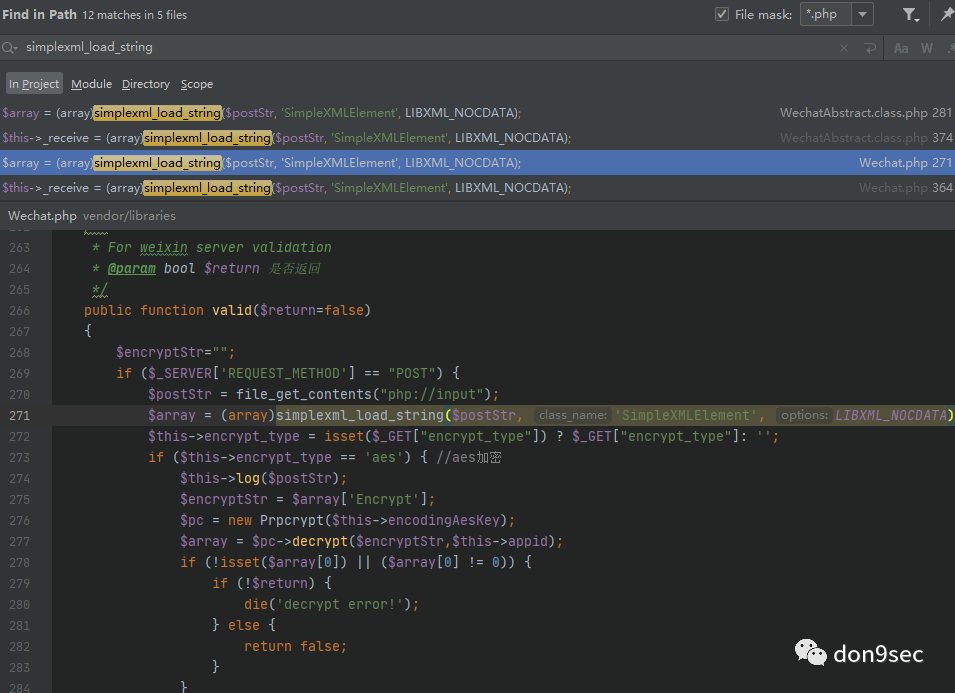 Find in Path 12 matches in 5 files File mask: *.php
simplexml_load_string Aa W .*
In Project Module Directory Scope
$array = (array)simplexml_load_string($postStr, 'SimpleXMLElement', LIBXML_NOCDATA); WechatAbstract.class.php 281
$this->_receive = (array)simplexml_load_string($postStr, 'SimpleXMLElement', LIBXML_NOCDATA); WechatAbstract.class.php 374
$array = (array)simplexml_load_string($postStr, 'SimpleXMLElement', LIBXML_NOCDATA); Wechat.php 271
$this->_receive = (array)simplexml_load_string($postStr, 'SimpleXMLElement', LIBXML_NOCDATA); Wechat.php 364
Wechat.php vendor/libraries
263 * For weixin server validation
264 * @param bool $return 是否返回
265 */
266 public function valid($return=false)
267 {
268 $encryptStr="";
269 if ($_SERVER['REQUEST_METHOD'] == "POST") {
270 $postStr = file_get_contents("php://input");
271 $array = (array)simplexml_load_string($postStr, class_name: 'SimpleXMLElement', options: LIBXML_NOCDATA)
272 $this->encrypt_type = isset($_GET["encrypt_type"]) ? $_GET["encrypt_type"]: '';
273 if ($this->encrypt_type == 'aes') { //aes加密
274 $this->log($postStr);
275 $encryptStr = $array['Encrypt'];
276 $pc = new Prpcrypt($this->encodingAesKey);
277 $array = $pc->decrypt($encryptStr,$this->appid);
278 if (!isset($array[0]) || ($array[0] != 0)) {
279 if (!$return) {
280 die('decrypt error!');
281 } else {
282 return false;
283 }
284 }
don9sec